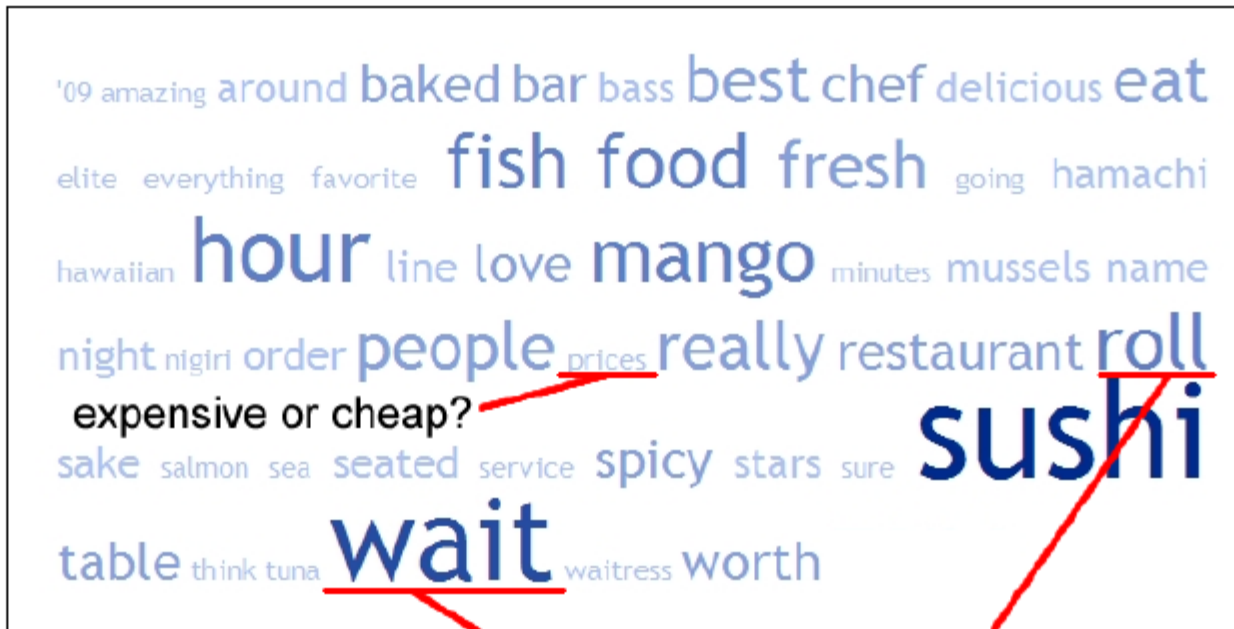 '09 amazing around baked bar bass best chef delicious eat
elite everything favorite fish food fresh going hamachi
hawaiian hour line love mango minutes mussels name
night nigiri order people prices really restaurant roll
expensive or cheap?
sake salmon sea seated service spicy stars sure sushi
table think tuna wait waitress worth